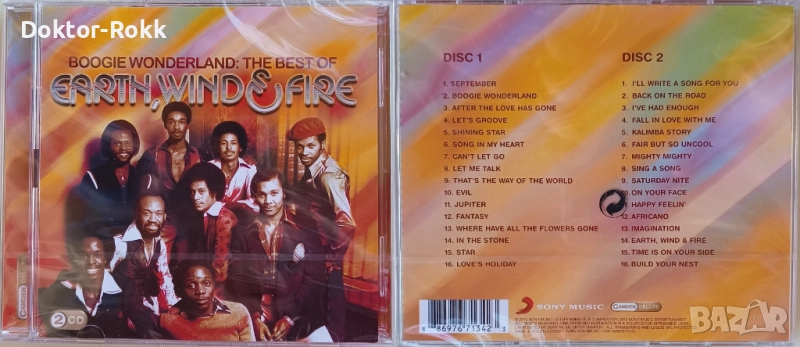 Doktor-Rokk
BOOGIE WONDERLAND: THE BEST OF
EARTH, WIND & FIRE
2 CD
DISC 1
1. SEPTEMBER
2. BOOGIE WONDERLAND
3. AFTER THE LOVE HAS GONE
4. LET'S GROOVE
5. SHINING STAR
6. SONG IN MY HEART
7. CAN'T LET GO
8. LET ME TALK
9. THAT'S THE WAY OF THE WORLD
10. EVIL
11. JUPITER
12. FANTASY
13. WHERE HAVE ALL THE FLOWERS GONE
14. IN THE STONE
15. STAR
16. LOVE'S HOLIDAY
DISC 2
1. I'LL WRITE A SONG FOR YOU
2. BACK ON THE ROAD
3. I'VE HAD ENOUGH
4. FALL IN LOVE WITH ME
5. KALIMBA STORY
6. FAIR BUT SO UNCOOL
7. MIGHTY MIGHTY
8. SING A SONG
9. SATURDAY NITE
10. ON YOUR FACE
HAPPY FEELIN'
12. AFRICANO
13. IMAGINATION
14. EARTH, WIND & FIRE
15. TIME IS ON YOUR SIDE
16. BUILD YOUR NEST
8 86976 71342
SONY MUSIC
CAMDEN DELUXE
BAZAR